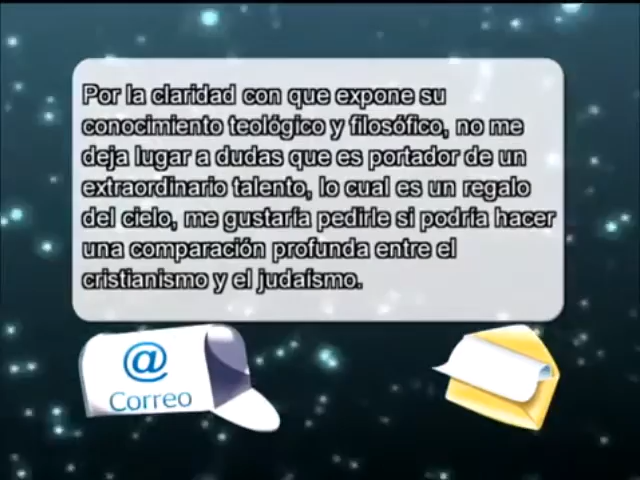 Por la claridad con que expone su
conocimiento teológico y filosófico, no me
deja lugar a dudas que es portador de un
extraordinario talento, lo cual es un regalo
del cielo, me gustaría pedirle si podría hacer
una comparación profunda entre el
cristianismo y el judaísmo.
@
Correo